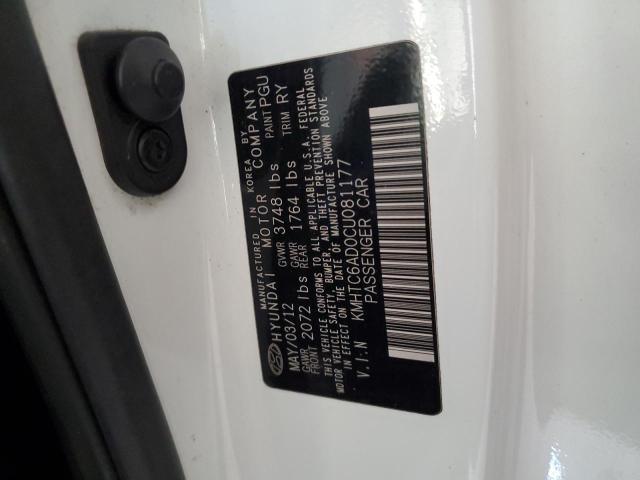 MANUFACTURED IN KOREA BY
HYUNDAI MOTOR COMPANY
MAY/03/12 GVWR 3748 lbs PAINT PGU
GAWR FRONT 2072 lbs GAWR REAR 1764 lbs TRIM RY
THIS VEHICLE CONFORMS TO ALL APPLICABLE U.S.A. FEDERAL
MOTOR VEHICLE SAFETY, BUMPER, AND THEFT PREVENTION STANDARDS
IN EFFECT ON THE DATE OF MANUFACTURE SHOWN ABOVE
V.I.N KMHTC6AD0CU081177
PASSENGER CAR